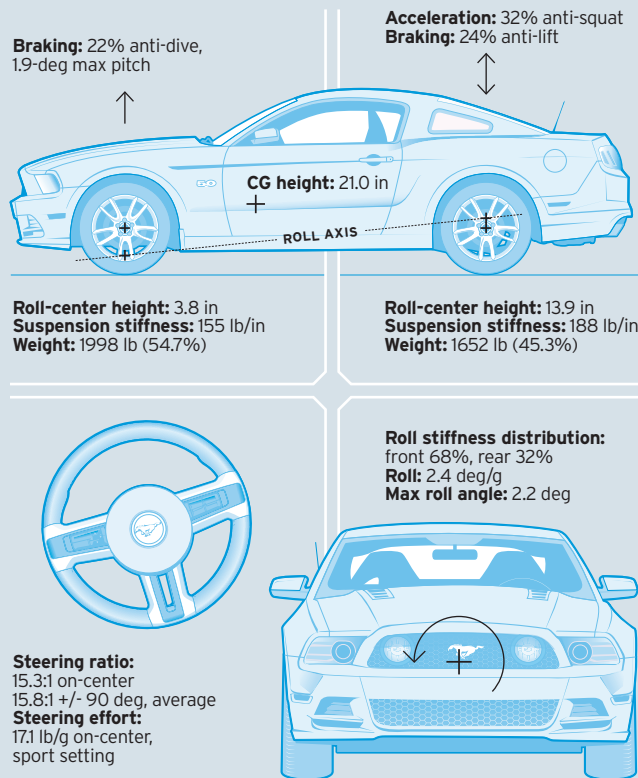 Braking: 22% anti-dive,
1.9-deg max pitch
Acceleration: 32% anti-squat
Braking: 24% anti-lift
CG height: 21.0 in
ROLL AXIS
Roll-center height: 3.8 in
Suspension stiffness: 155 lb/in
Weight: 1998 lb (54.7%)
Roll-center height: 13.9 in
Suspension stiffness: 188 lb/in
Weight: 1652 lb (45.3%)
Roll stiffness distribution:
front 68%, rear 32%
Roll: 2.4 deg/g
Max roll angle: 2.2 deg
Steering ratio:
15.3:1 on-center
15.8:1 +/- 90 deg, average
Steering effort:
17.1 lb/g on-center,
sport setting